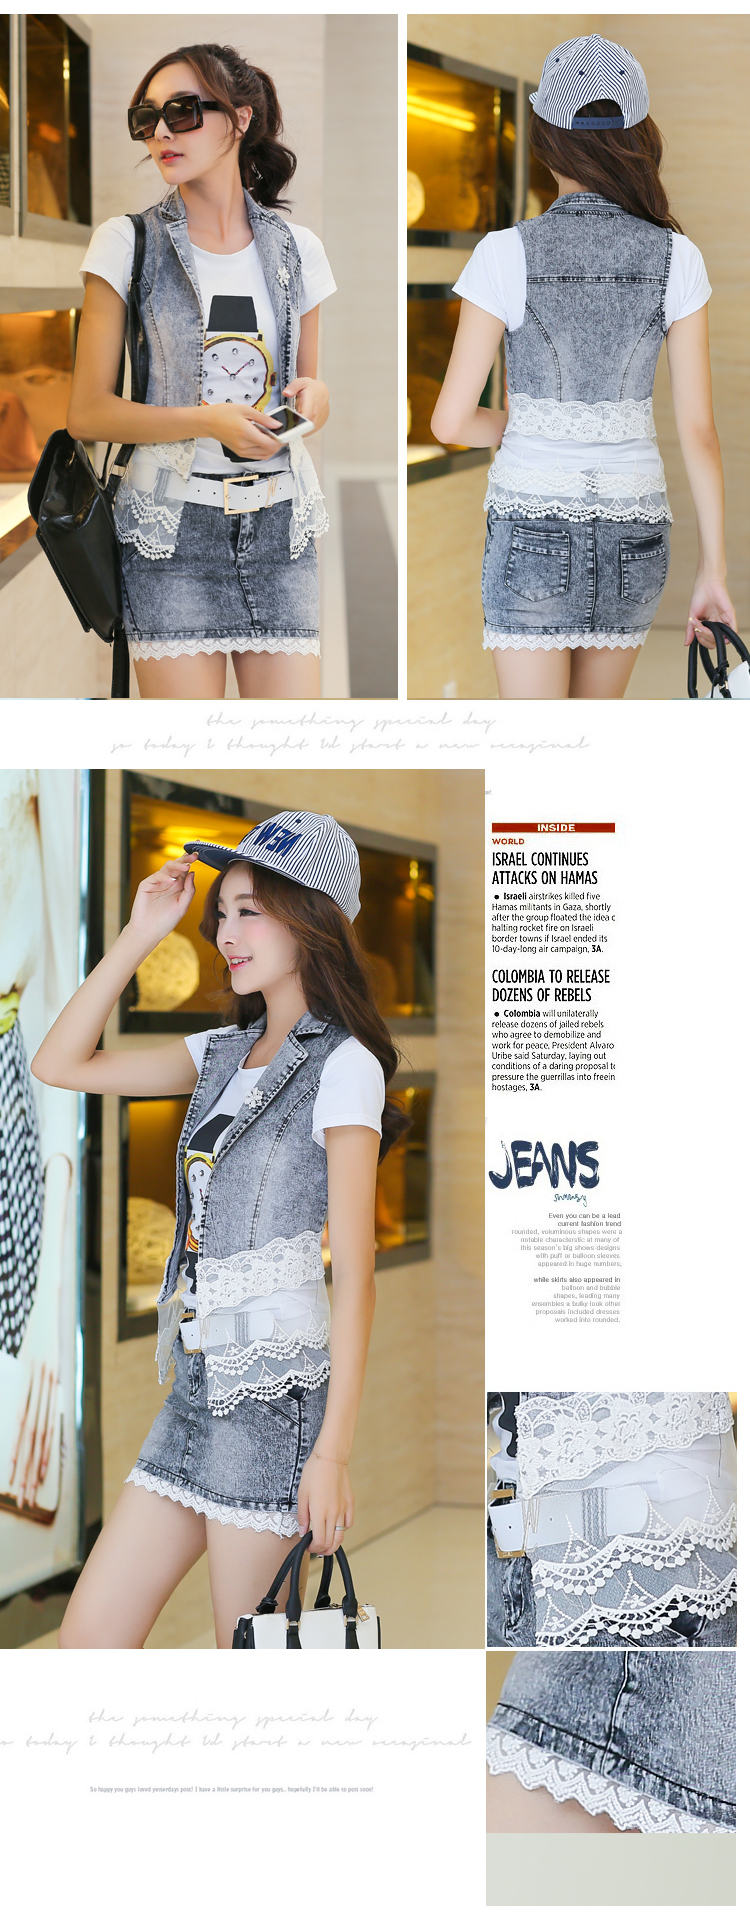 the something special day
so today I thought I'd start a new occasional
INSIDE
WORLD
ISRAEL CONTINUES
ATTACKS ON HAMAS
● Israeli airstrikes killed five
Hamas militants in Gaza, shortly
after the group floated the idea o
halting rocket fire on Israeli
border towns if Israel ended its
10-day-long air campaign, 3A.
COLOMBIA TO RELEASE
DOZENS OF REBELS
● Colombia will unilaterally
release dozens of jailed rebels
who agree to demobilize and
work for peace, President Alvaro
Uribe said Saturday, laying out
conditions of a daring proposal to
pressure the guerrillas into freein
hostages, 3A.
NEW
JEANS
Even you can be a lead
current fashion trend
rounded, voluminous shapes were a
notable characterstic at many of
this season's big shows-designs
with puff or balloon sleeves
appeared in huge numbers,
while skirts also appeared in
balloon and bubble
shapes, leading many
ensembles a bulky look other
proposals included dresses
worked into rounded.
the something special day
so today I thought I'd start a new occasional
So happy you guys loved yesterdays post! I have a little surprise for you guys.. hopefully I'll be able to post soon!